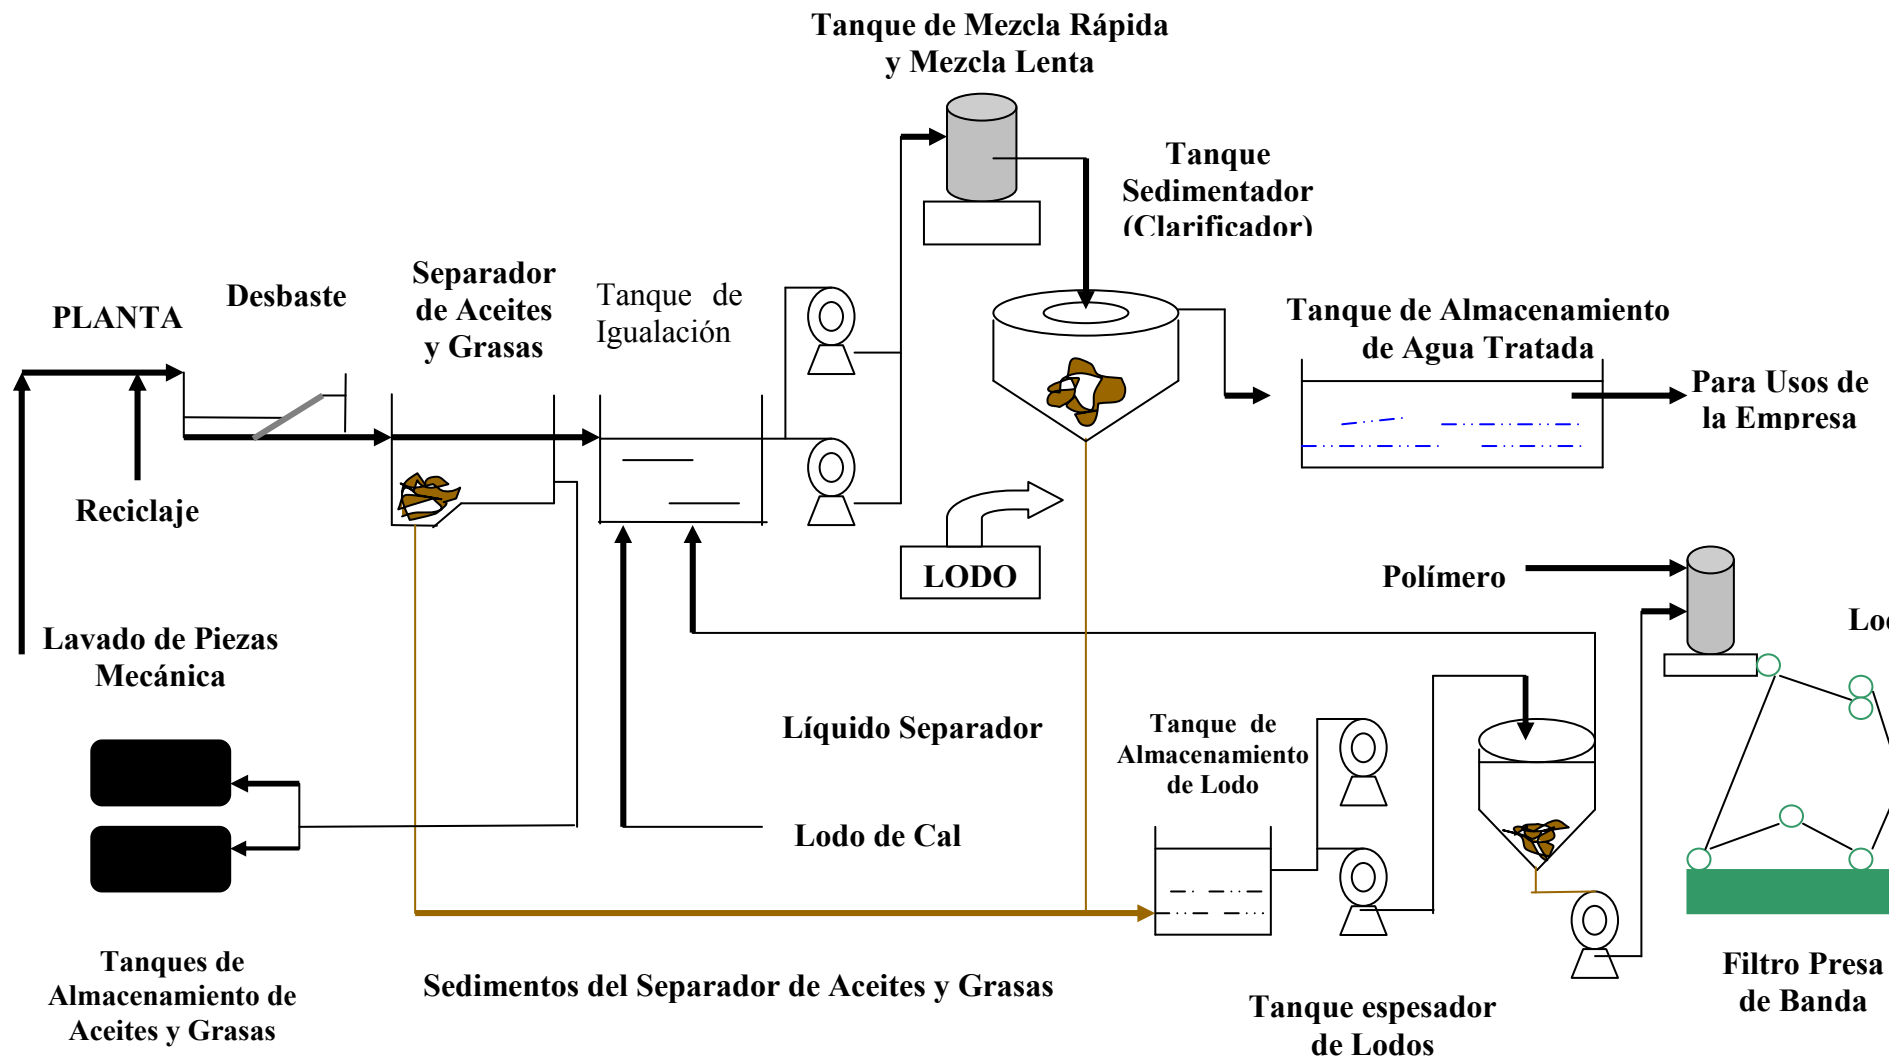 Tanque de Mezcla Rápida
y Mezcla Lenta
Tanque
Sedimentador
(Clarificador)
Separador
de Aceites
y Grasas
Desbaste
PLANTA
Tanque de
Igualación
Tanque de Almacenamiento
de Agua Tratada
Para Usos de
la Empresa
Reciclaje
LODO
Polímero
Lavado de Piezas
Mecánica
Líquido Separador
Tanque de
Almacenamiento
de Lodo
Lodo de Cal
Tanques de
Almacenamiento de
Aceites y Grasas
Sedimentos del Separador de Aceites y Grasas
Tanque espesador
de Lodos
Filtro Presa
de Banda